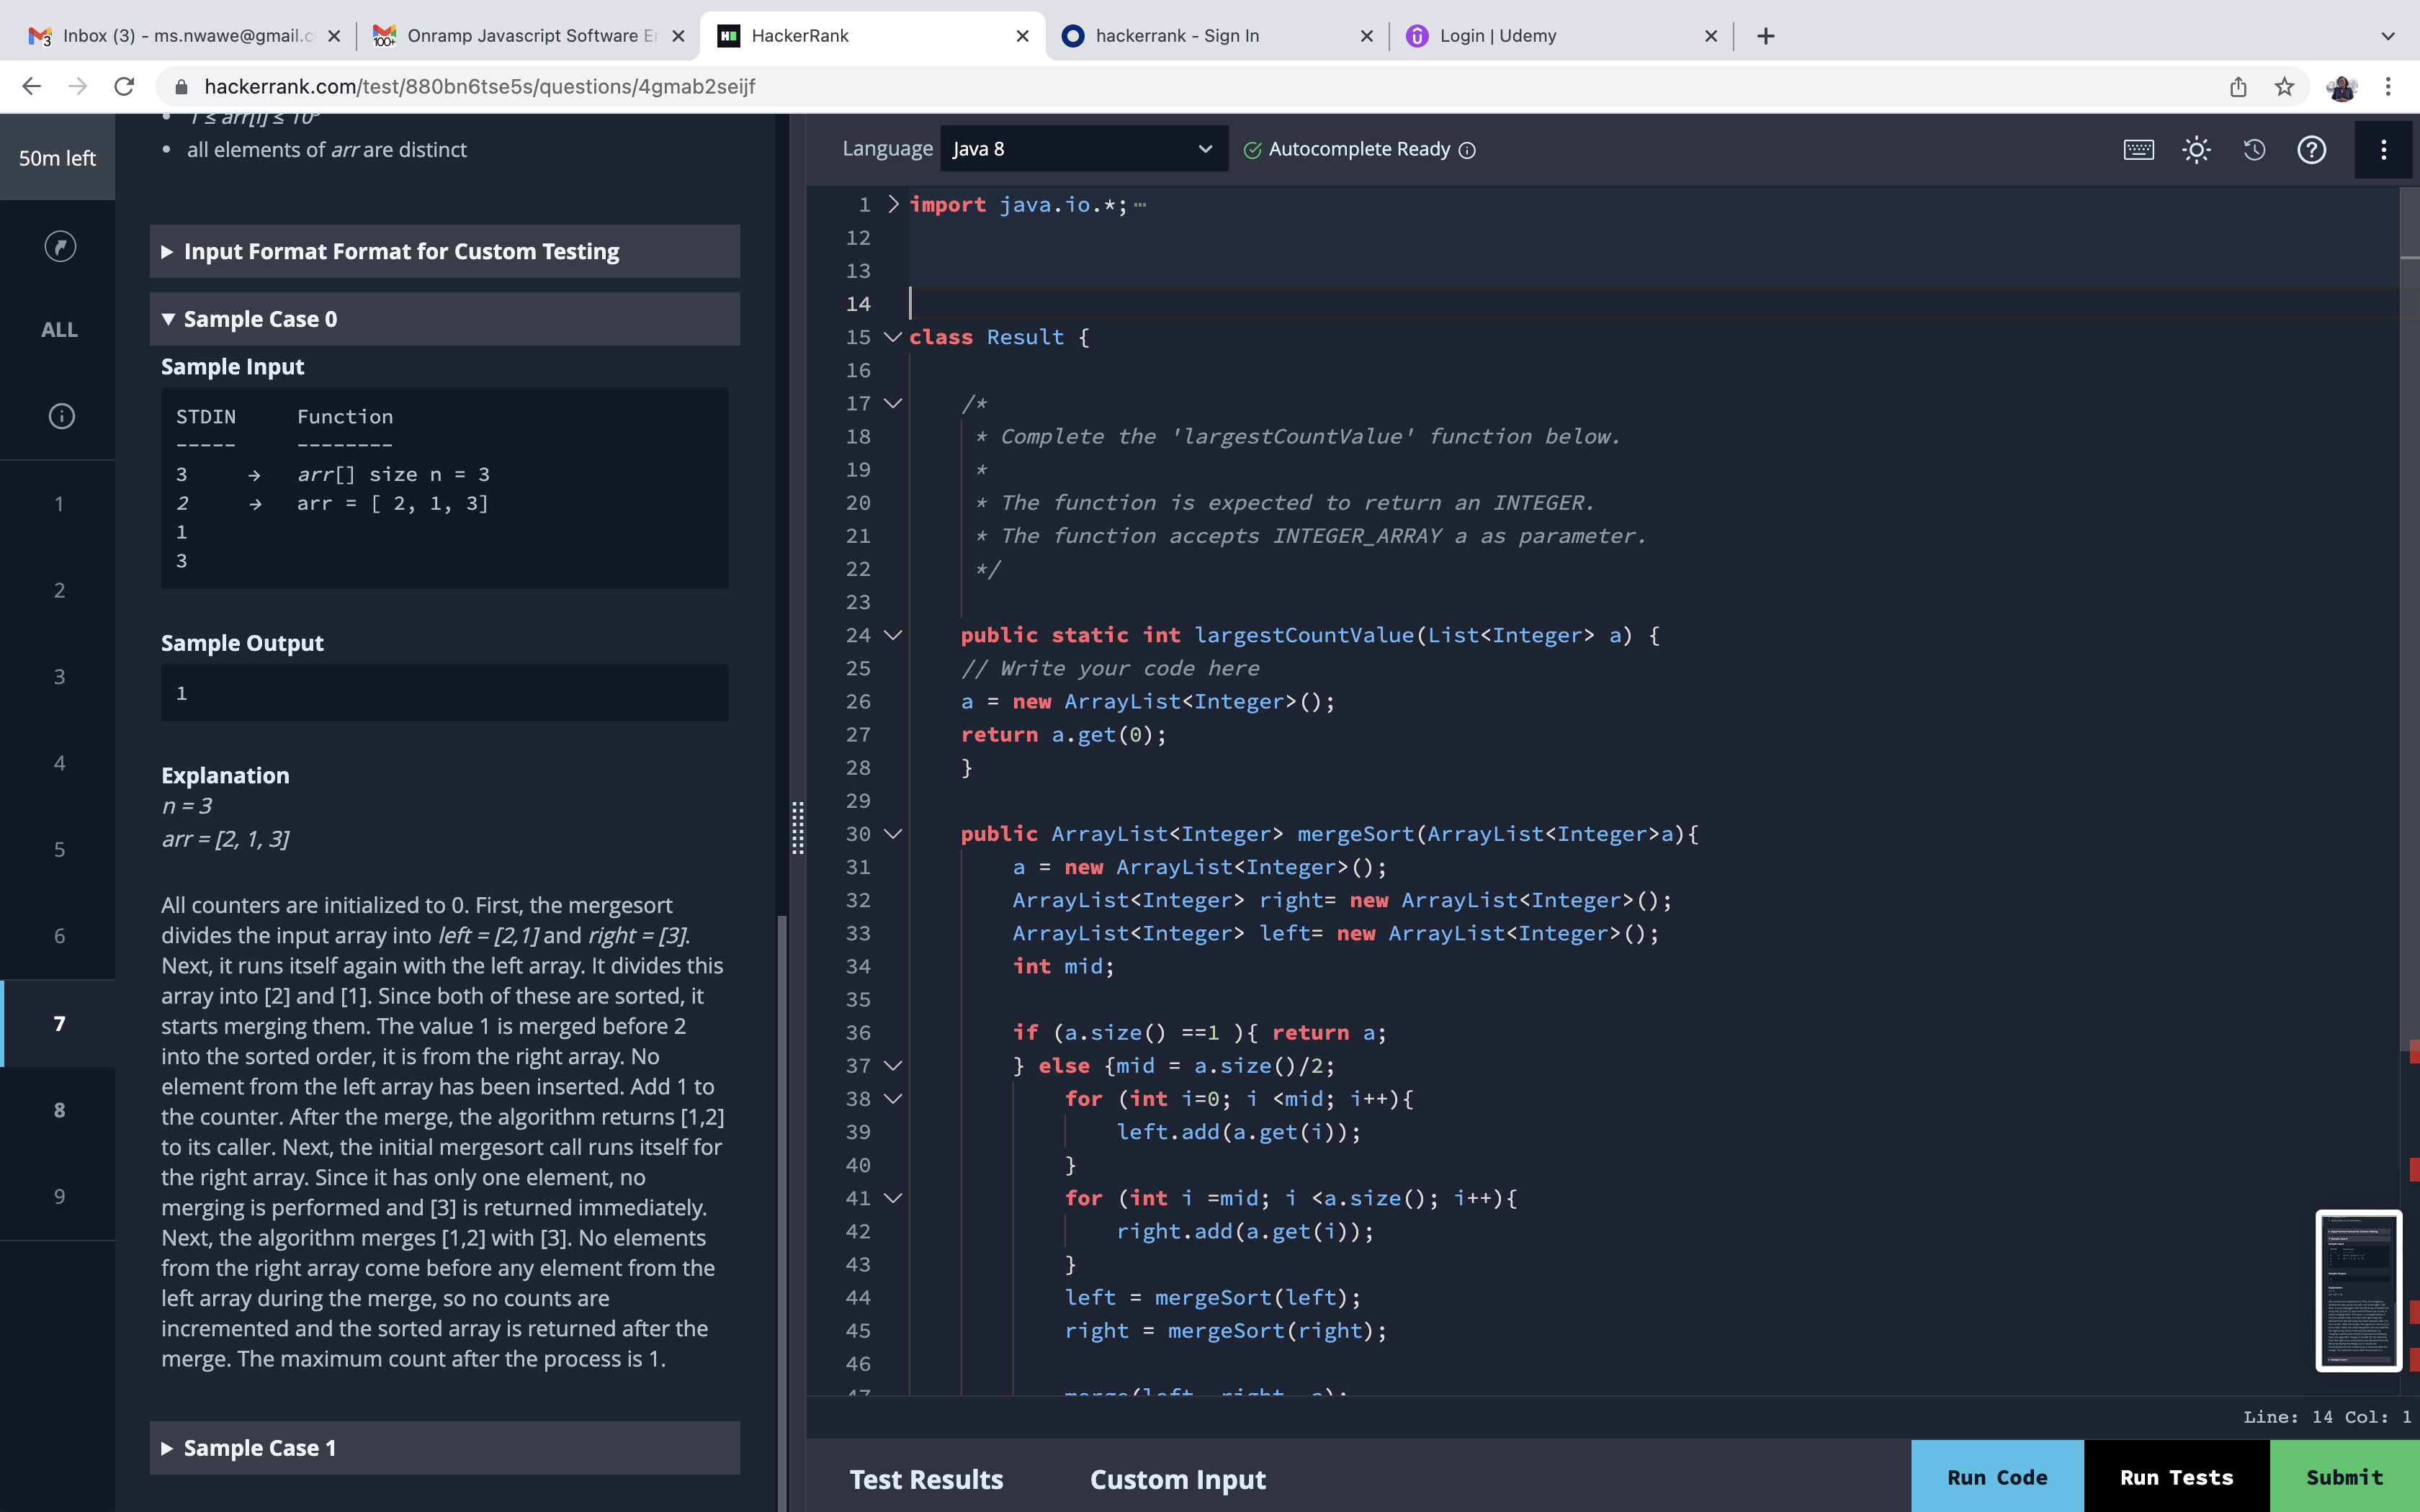 Inbox (3) - ms.nwawe@gmail.c
Onramp Javascript Software Er
HackerRank
hackerrank - Sign In
Login | Udemy
hackerrank.com/test/880bn6tse5s/questions/4gmab2seijf
50m left
ALL
1
2
3
4
5
6
7
8
9
1 ≤ arr[i] ≤ 10⁵
• all elements of arr are distinct
▶ Input Format Format for Custom Testing
▼ Sample Case 0
Sample Input
STDIN Function
----- --------
3 → arr[] size n = 3
2 → arr = [ 2, 1, 3]
1
3
Sample Output
1
Explanation
n = 3
arr = [2, 1, 3]
All counters are initialized to 0. First, the mergesort
divides the input array into left = [2,1] and right = [3].
Next, it runs itself again with the left array. It divides this
array into [2] and [1]. Since both of these are sorted, it
starts merging them. The value 1 is merged before 2
into the sorted order, it is from the right array. No
element from the left array has been inserted. Add 1 to
the counter. After the merge, the algorithm returns [1,2]
to its caller. Next, the initial mergesort call runs itself for
the right array. Since it has only one element, no
merging is performed and [3] is returned immediately.
Next, the algorithm merges [1,2] with [3]. No elements
from the right array come before any element from the
left array during the merge, so no counts are
incremented and the sorted array is returned after the
merge. The maximum count after the process is 1.
▶ Sample Case 1
Language Java 8 Autocomplete Ready
1 import java.io.*;
12
13
14
15 class Result {
16
17 /*
18 * Complete the 'largestCountValue' function below.
19 *
20 * The function is expected to return an INTEGER.
21 * The function accepts INTEGER_ARRAY a as parameter.
22 */
23
24 public static int largestCountValue(List<Integer> a) {
25 // Write your code here
26 a = new ArrayList<Integer>();
27 return a.get(0);
28 }
29
30 public ArrayList<Integer> mergeSort(ArrayList<Integer>a){
31 a = new ArrayList<Integer>();
32 ArrayList<Integer> right= new ArrayList<Integer>();
33 ArrayList<Integer> left= new ArrayList<Integer>();
34 int mid;
35
36 if (a.size() ==1 ){ return a;
37 } else {mid = a.size()/2;
38 for (int i=0; i <mid; i++){
39 left.add(a.get(i));
40 }
41 for (int i =mid; i <a.size(); i++){
42 right.add(a.get(i));
43 }
44 left = mergeSort(left);
45 right = mergeSort(right);
46
47 merge(left, right, a);
Line: 14 Col: 1
Test Results Custom Input Run Code Run Tests Submit